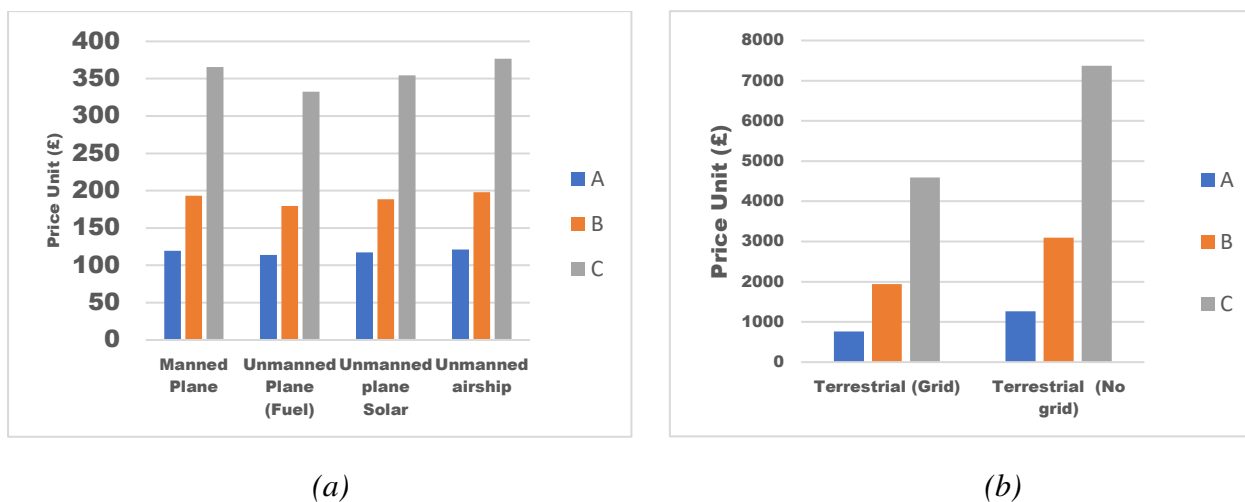 400
350
300
250
200
150
100
50
0
Price Unit (£)
Manned Plane
Unmanned Plane (Fuel)
Unmanned plane Solar
Unmanned airship
A
B
C
(a)
8000
7000
6000
5000
4000
3000
2000
1000
0
Price Unit (£)
Terrestrial (Grid)
Terrestrial (No grid)
A
B
C
(b)